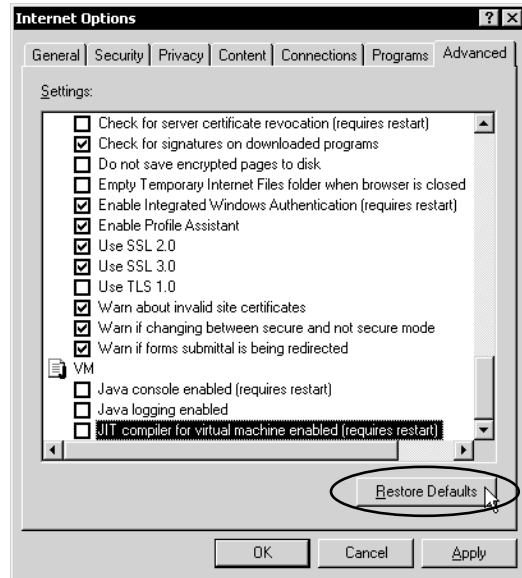 Internet Options
General Security Privacy Content Connections Programs Advanced
Settings:
Check for server certificate revocation (requires restart)
Check for signatures on downloaded programs
Do not save encrypted pages to disk
Empty Temporary Internet Files folder when browser is closed
Enable Integrated Windows Authentication (requires restart)
Enable Profile Assistant
Use SSL 2.0
Use SSL 3.0
Use TLS 1.0
Warn about invalid site certificates
Warn if changing between secure and not secure mode
Warn if forms submittal is being redirected
VM
Java console enabled (requires restart)
Java logging enabled
JIT compiler for virtual machine enabled (requires restart)
Restore Defaults
OK Cancel Apply